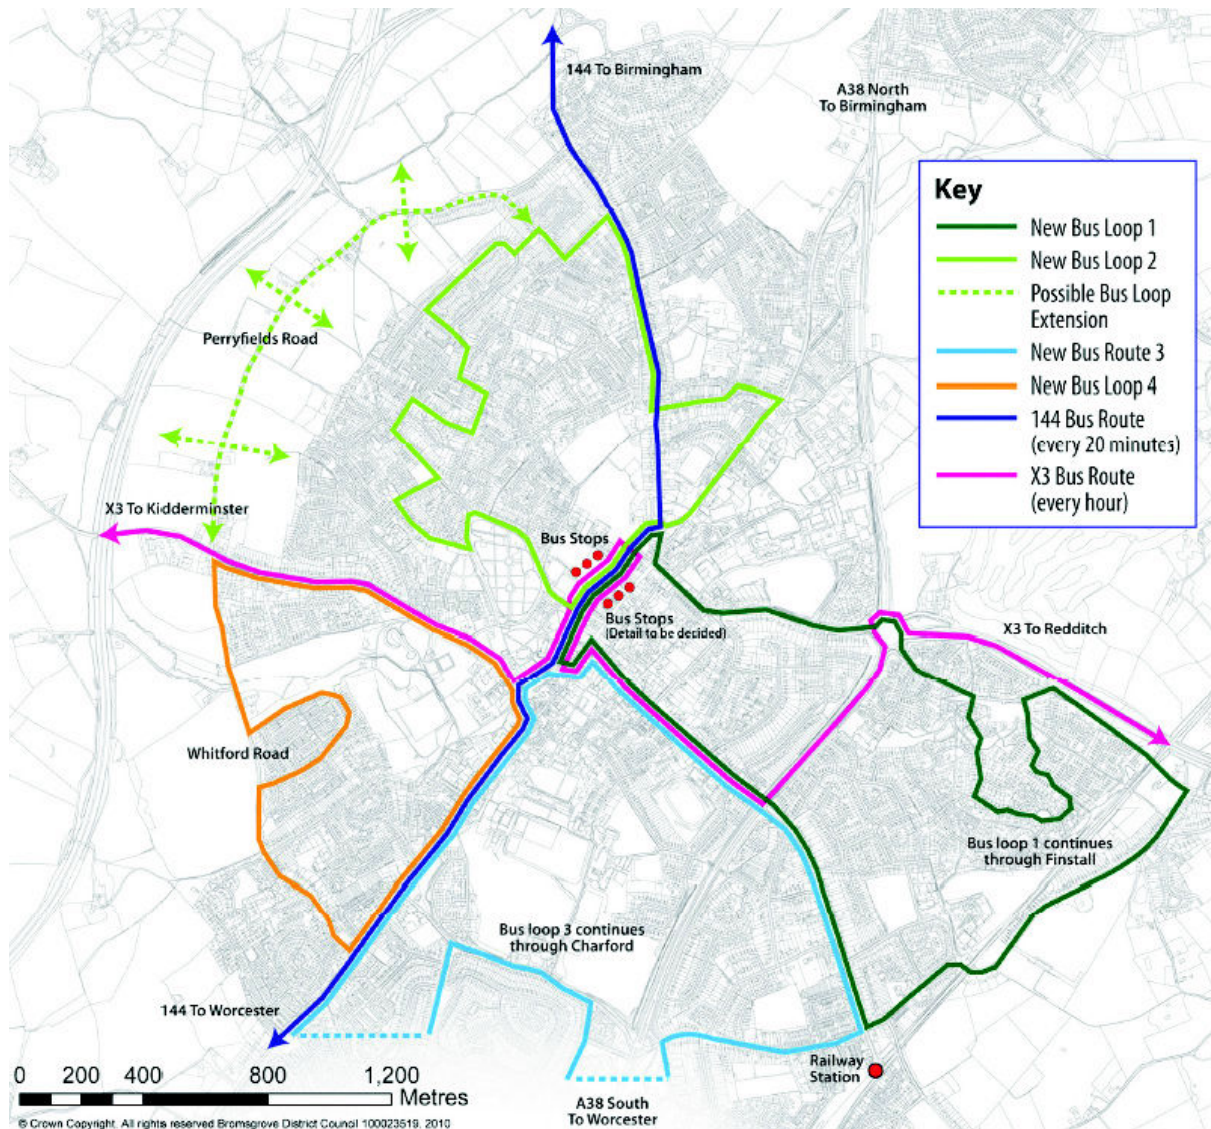 144 To Birmingham
A38 North
To Birmingham
Key
New Bus Loop 1
New Bus Loop 2
Possible Bus Loop
Extension
New Bus Route 3
New Bus Loop 4
144 Bus Route
(every 20 minutes)
X3 Bus Route
(every hour)
Perryfields Road
X3 To Kidderminster
Bus Stops
Bus Stops
(Detail to be decided)
X3 To Redditch
Whitford Road
Bus loop 1 continues
through Finstall
Bus loop 3 continues
through Charford
144 To Worcester
Railway
Station
0 200 400 800 1,200
Metres
A38 South
To Worcester
© Crown Copyright. All rights reserved Bromsgrove District Council 100023519. 2010